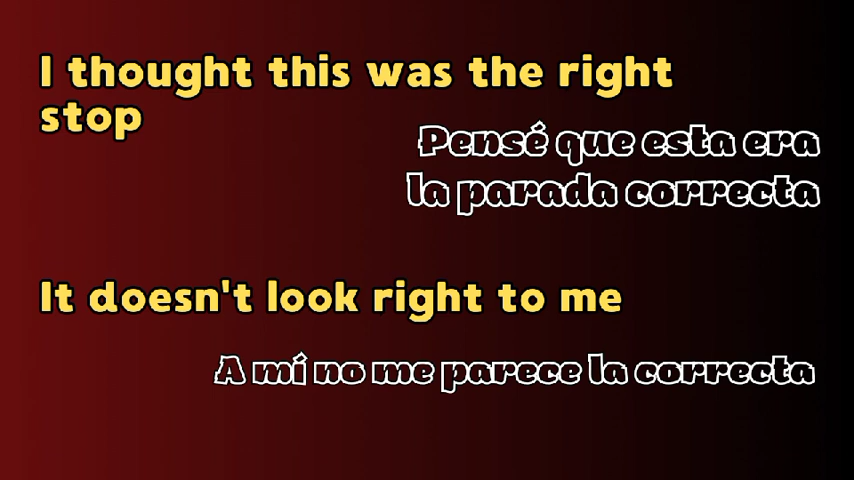 I thought this was the right
stop
Pensé que esta era
la parada correcta
It doesn't look right to me
A mí no me parece la correcta